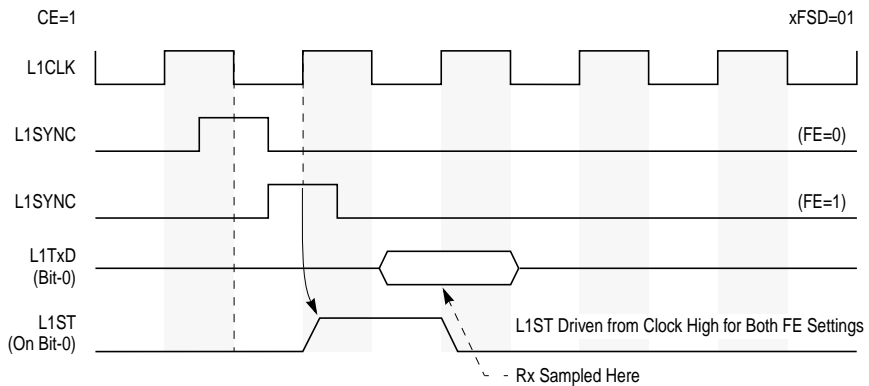 CE=1
xFSD=01
L1CLK
L1SYNC
(FE=0)
L1SYNC
(FE=1)
L1TxD
(Bit-0)
L1ST
(On Bit-0)
L1ST Driven from Clock High for Both FE Settings
Rx Sampled Here